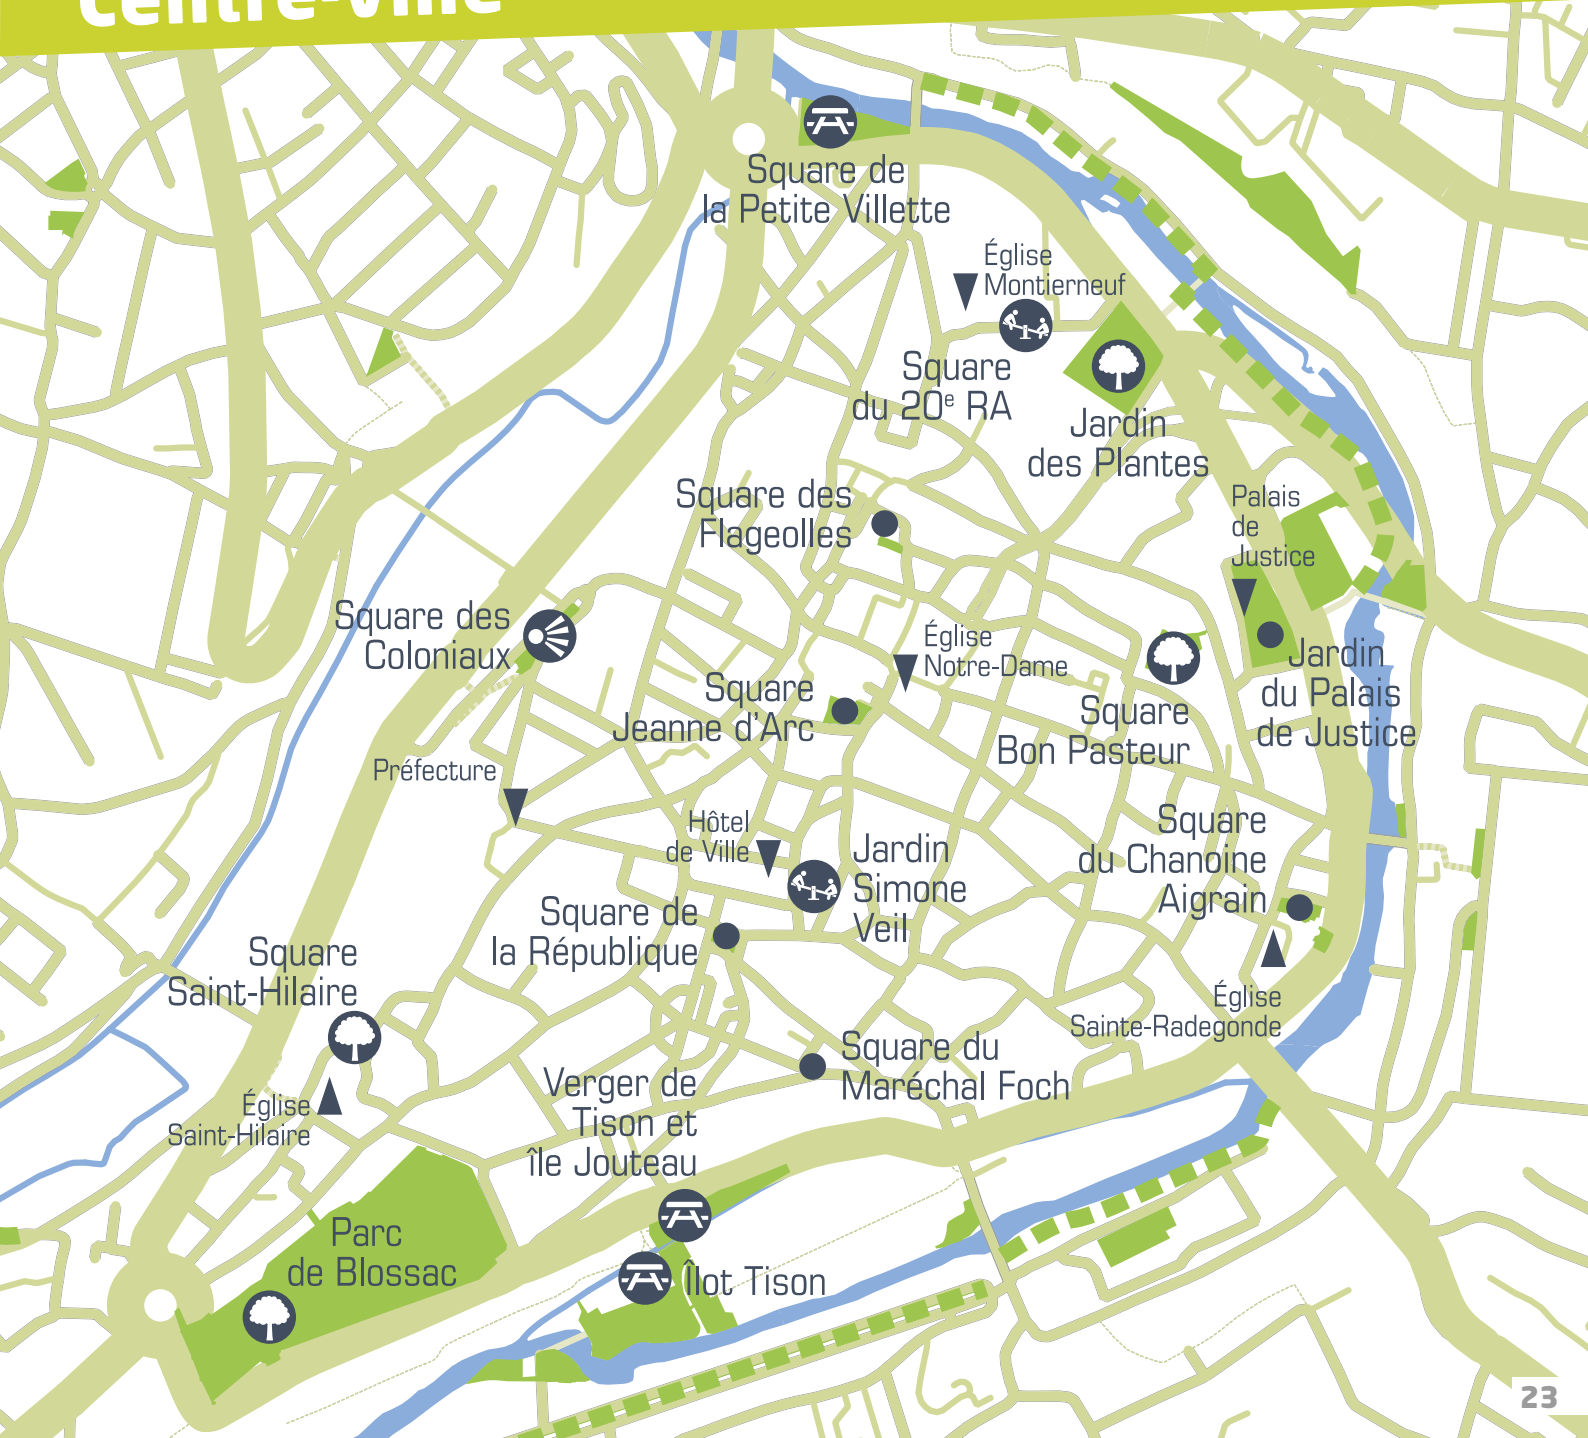 Centre-ville
Square de
la Petite Villette
Église
Montierneuf
Square
du 20e RA
Jardin
des Plantes
Square des
Flageolles
Palais
de
Justice
Square des
Coloniaux
Église
Notre-Dame
Jardin
du Palais
de Justice
Square
Jeanne d'Arc
Square
Bon Pasteur
Préfecture
Hôtel
de Ville
Square
du Chanoine
Aigrain
Jardin
Simone
Veil
Square de
la République
Square
Saint-Hilaire
Église
Sainte-Radegonde
Square du
Maréchal Foch
Verger de
Tison et
île Jouteau
Église
Saint-Hilaire
Parc
de Blossac
Îlot Tison
23